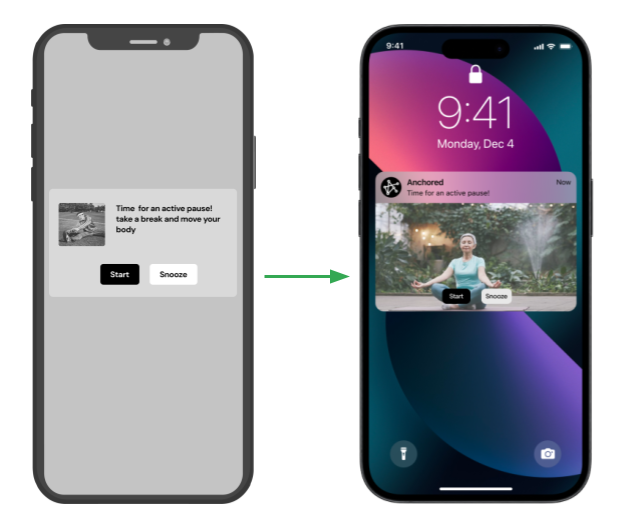 Time for an active pause!
take a break and move your
body
Start
Snooze
9:41
9:41
Monday, Dec 4
Anchored
Now
Time for an active pause!
Start
Snooze